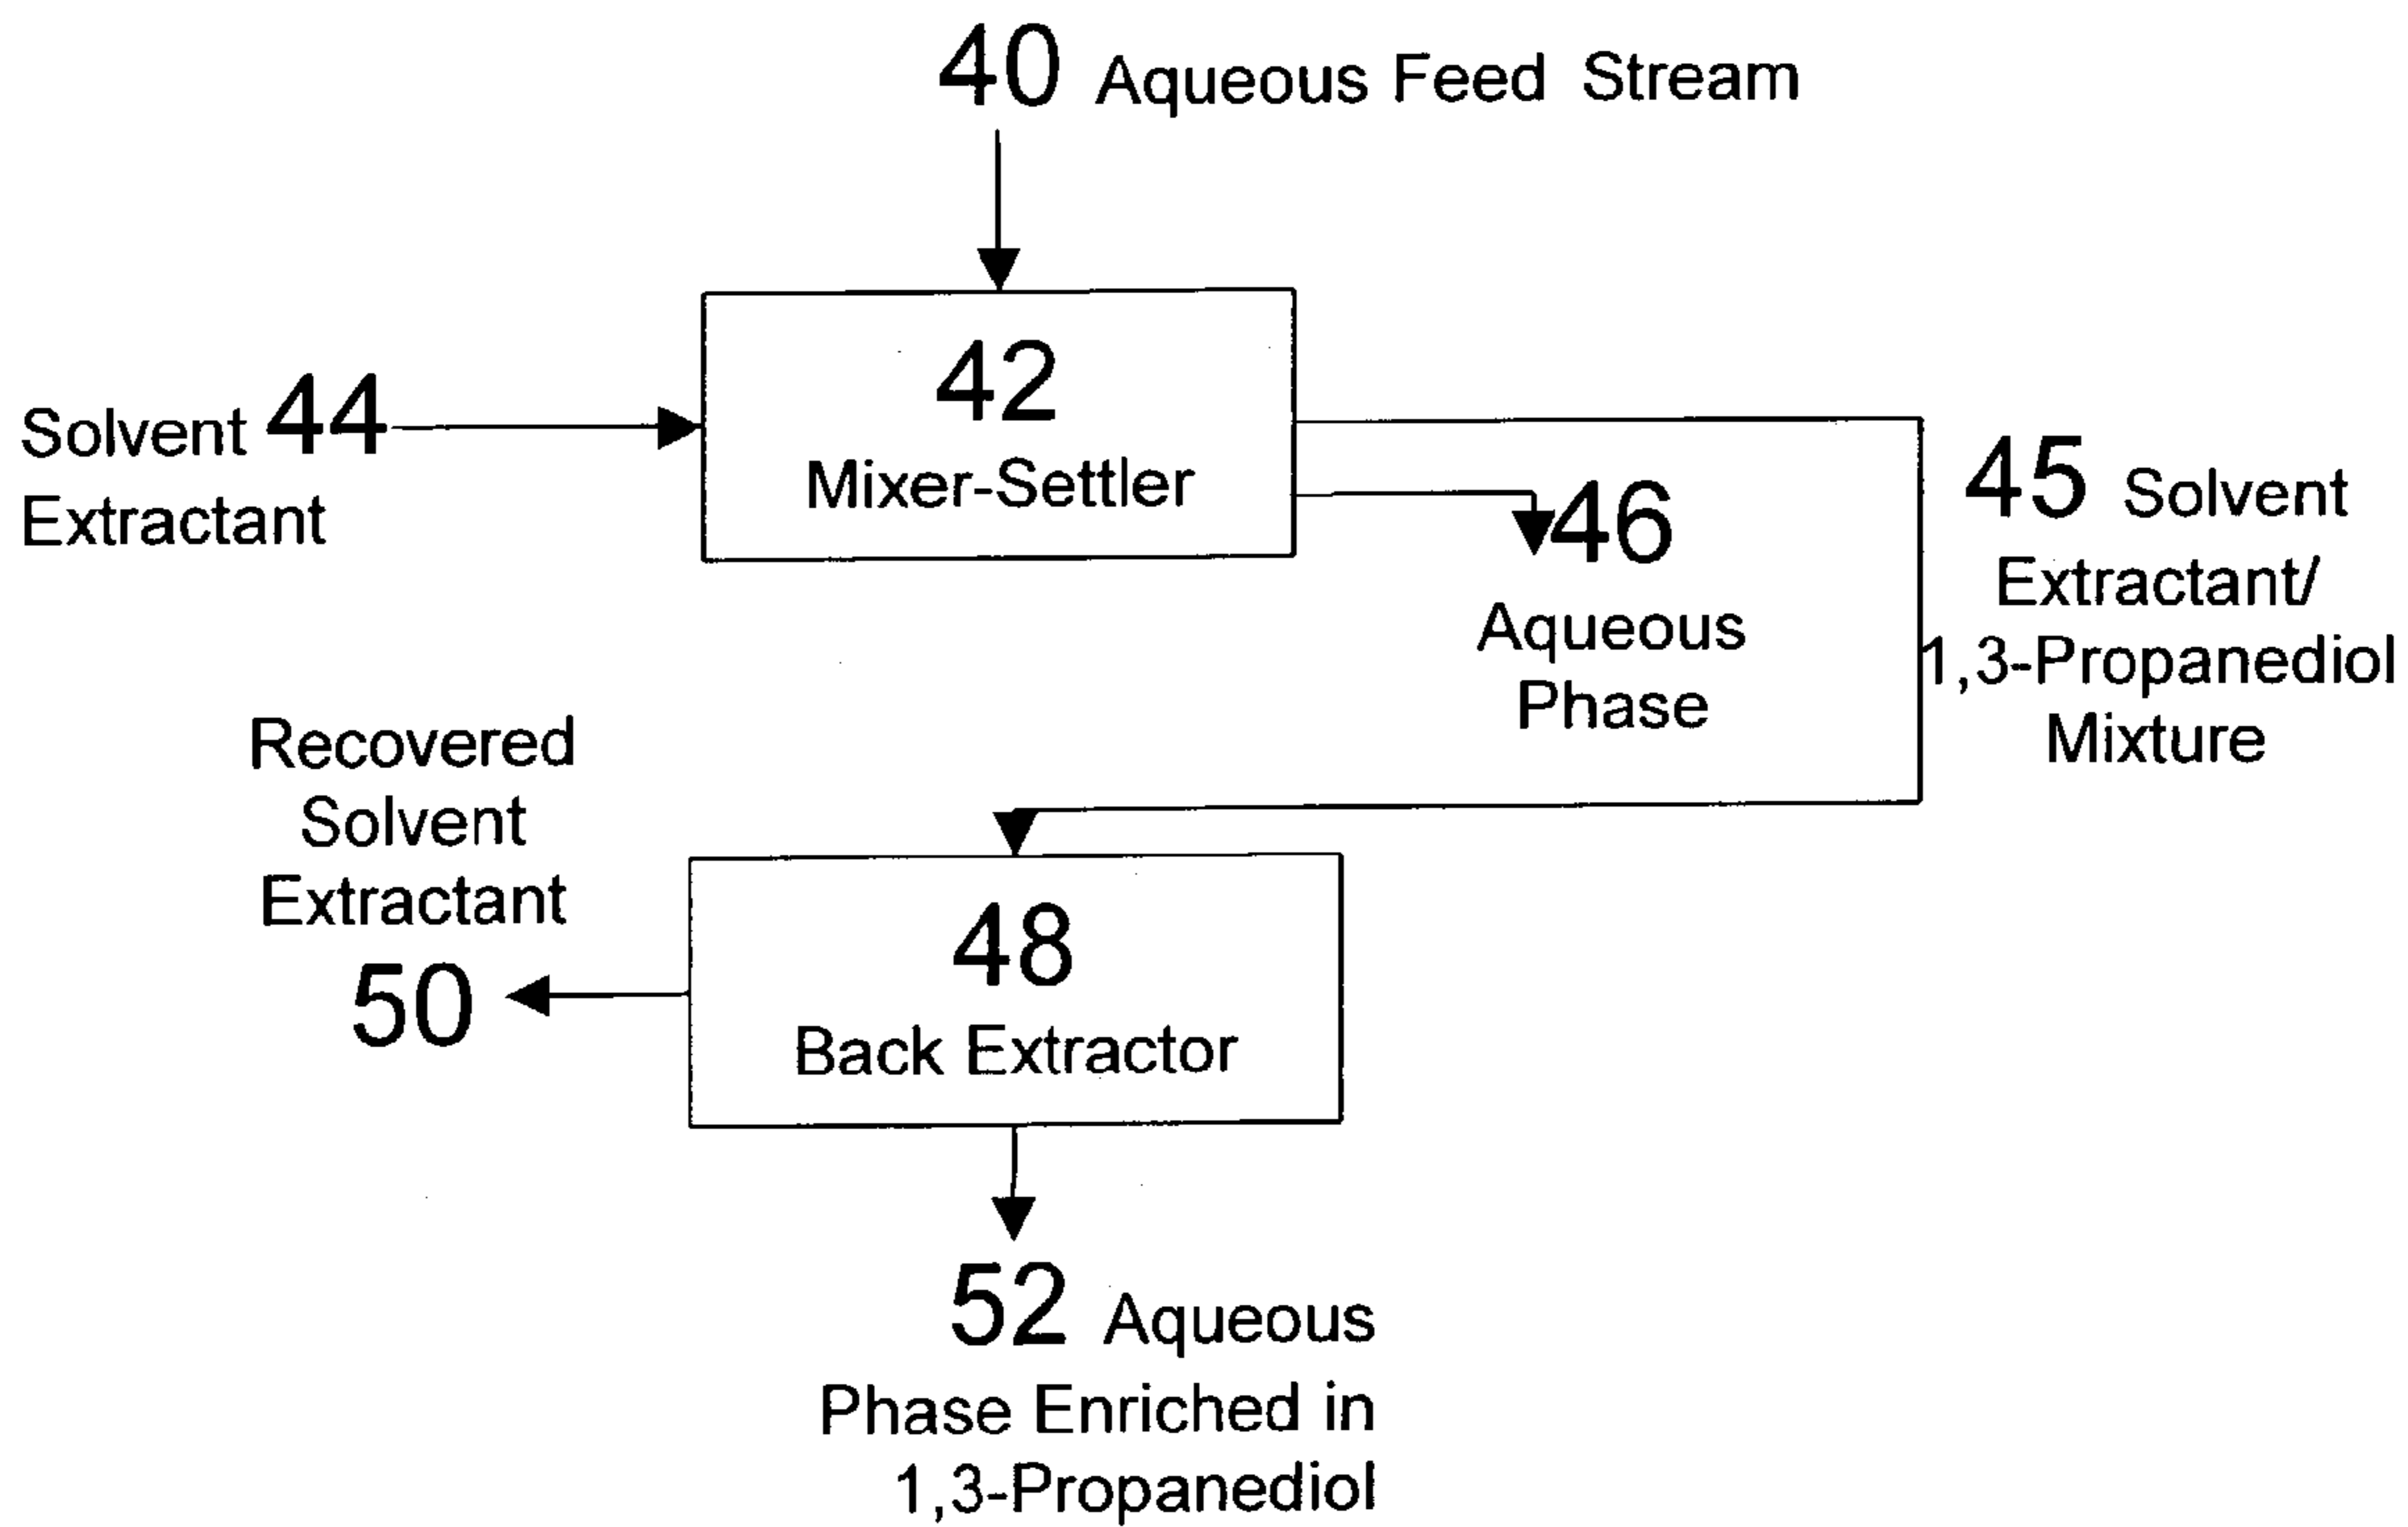 40 Aqueous Feed Stream
42
Mixer-Settler
Solvent 44
Extractant
46
Aqueous
Phase
45 Solvent
Extractant/
1,3-Propanediol
Mixture
Recovered
Solvent
Extractant
50
48
Back Extractor
52 Aqueous
Phase Enriched in
1,3-Propanediol